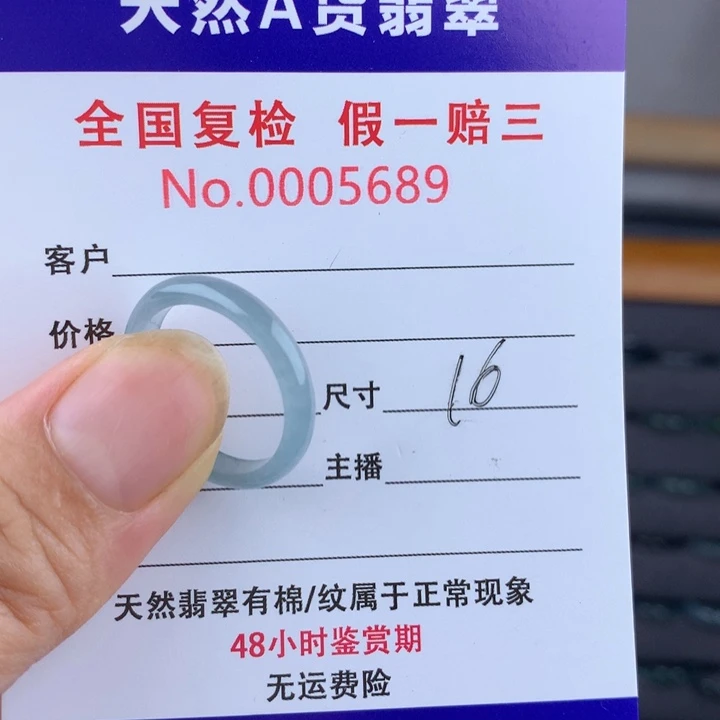 天然A货翡翠
全国复检 假一赔三
No.0005689
客户
价格
尺寸 16
主播
天然翡翠有棉/纹属于正常现象
48小时鉴赏期
无运费险